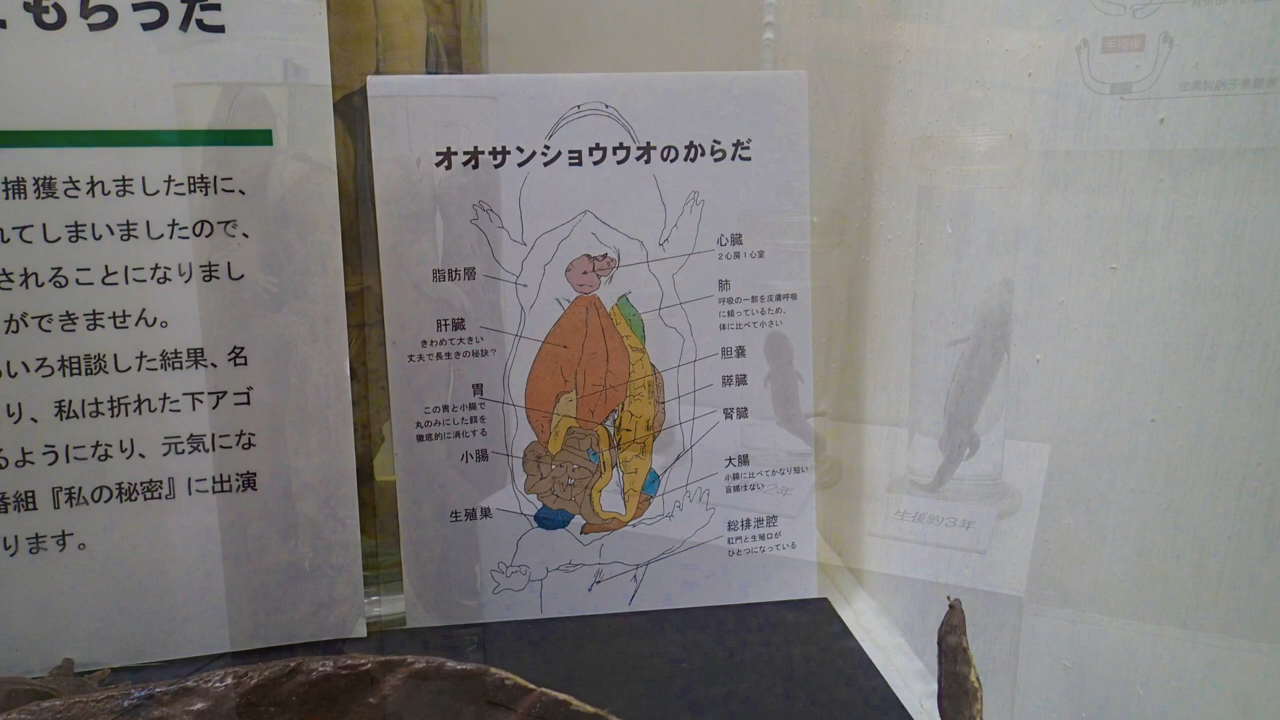 もらった
捕獲されました時に、
れてしまいましたので、
されることになりまし
ができません。
いろ相談した結果、名
り、私は折れた下アゴ
るようになり、元気にな
番組『私の秘密』に出演
ります。
オオサンショウウオのからだ
脂肪層
肝臓
きわめて大きい
丈夫で長生きの秘訣？
胃
この胃と小腸で
丸のみにした餌を
徹底的に消化する
小腸
生殖巣
心臓
2心房1心室
肺
呼吸の一部を皮膚呼吸
に頼っているため、
体に比べて小さい
胆嚢
膵臓
腎臓
大腸
小腸に比べてかなり短い
盲腸はない
総排泄腔
肛門と生殖口が
ひとつになっている
2年
生後約3年